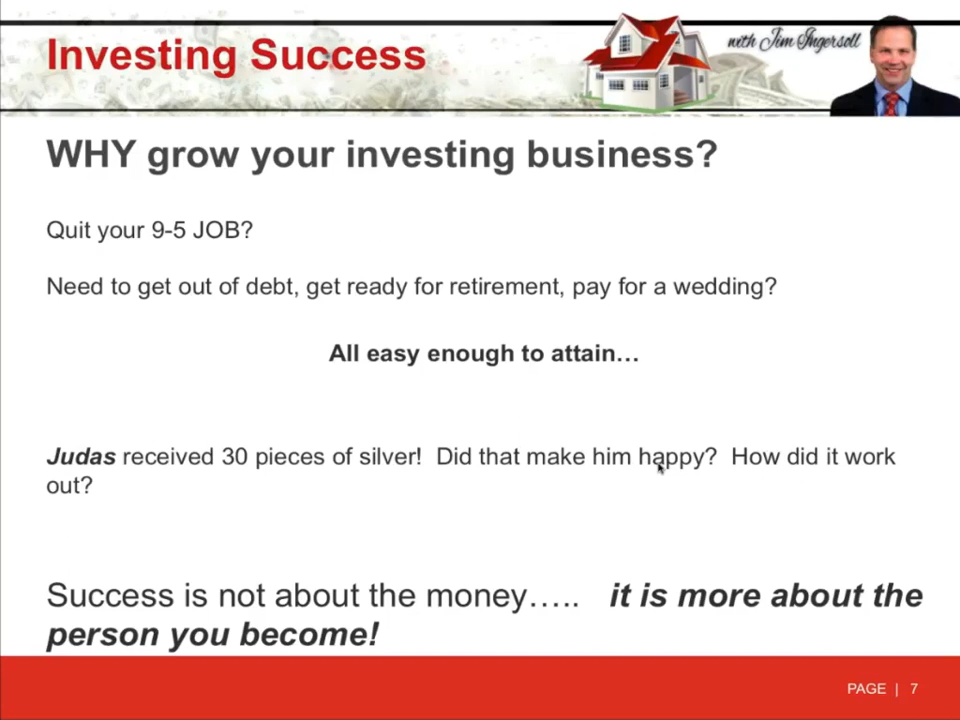 Investing Success
with Jim Ingersoll
WHY grow your investing business?
Quit your 9-5 JOB?
Need to get out of debt, get ready for retirement, pay for a wedding?
All easy enough to attain…
Judas received 30 pieces of silver!  Did that make him happy?  How did it work
out?
Success is not about the money…..   it is more about the
person you become!
PAGE |  7